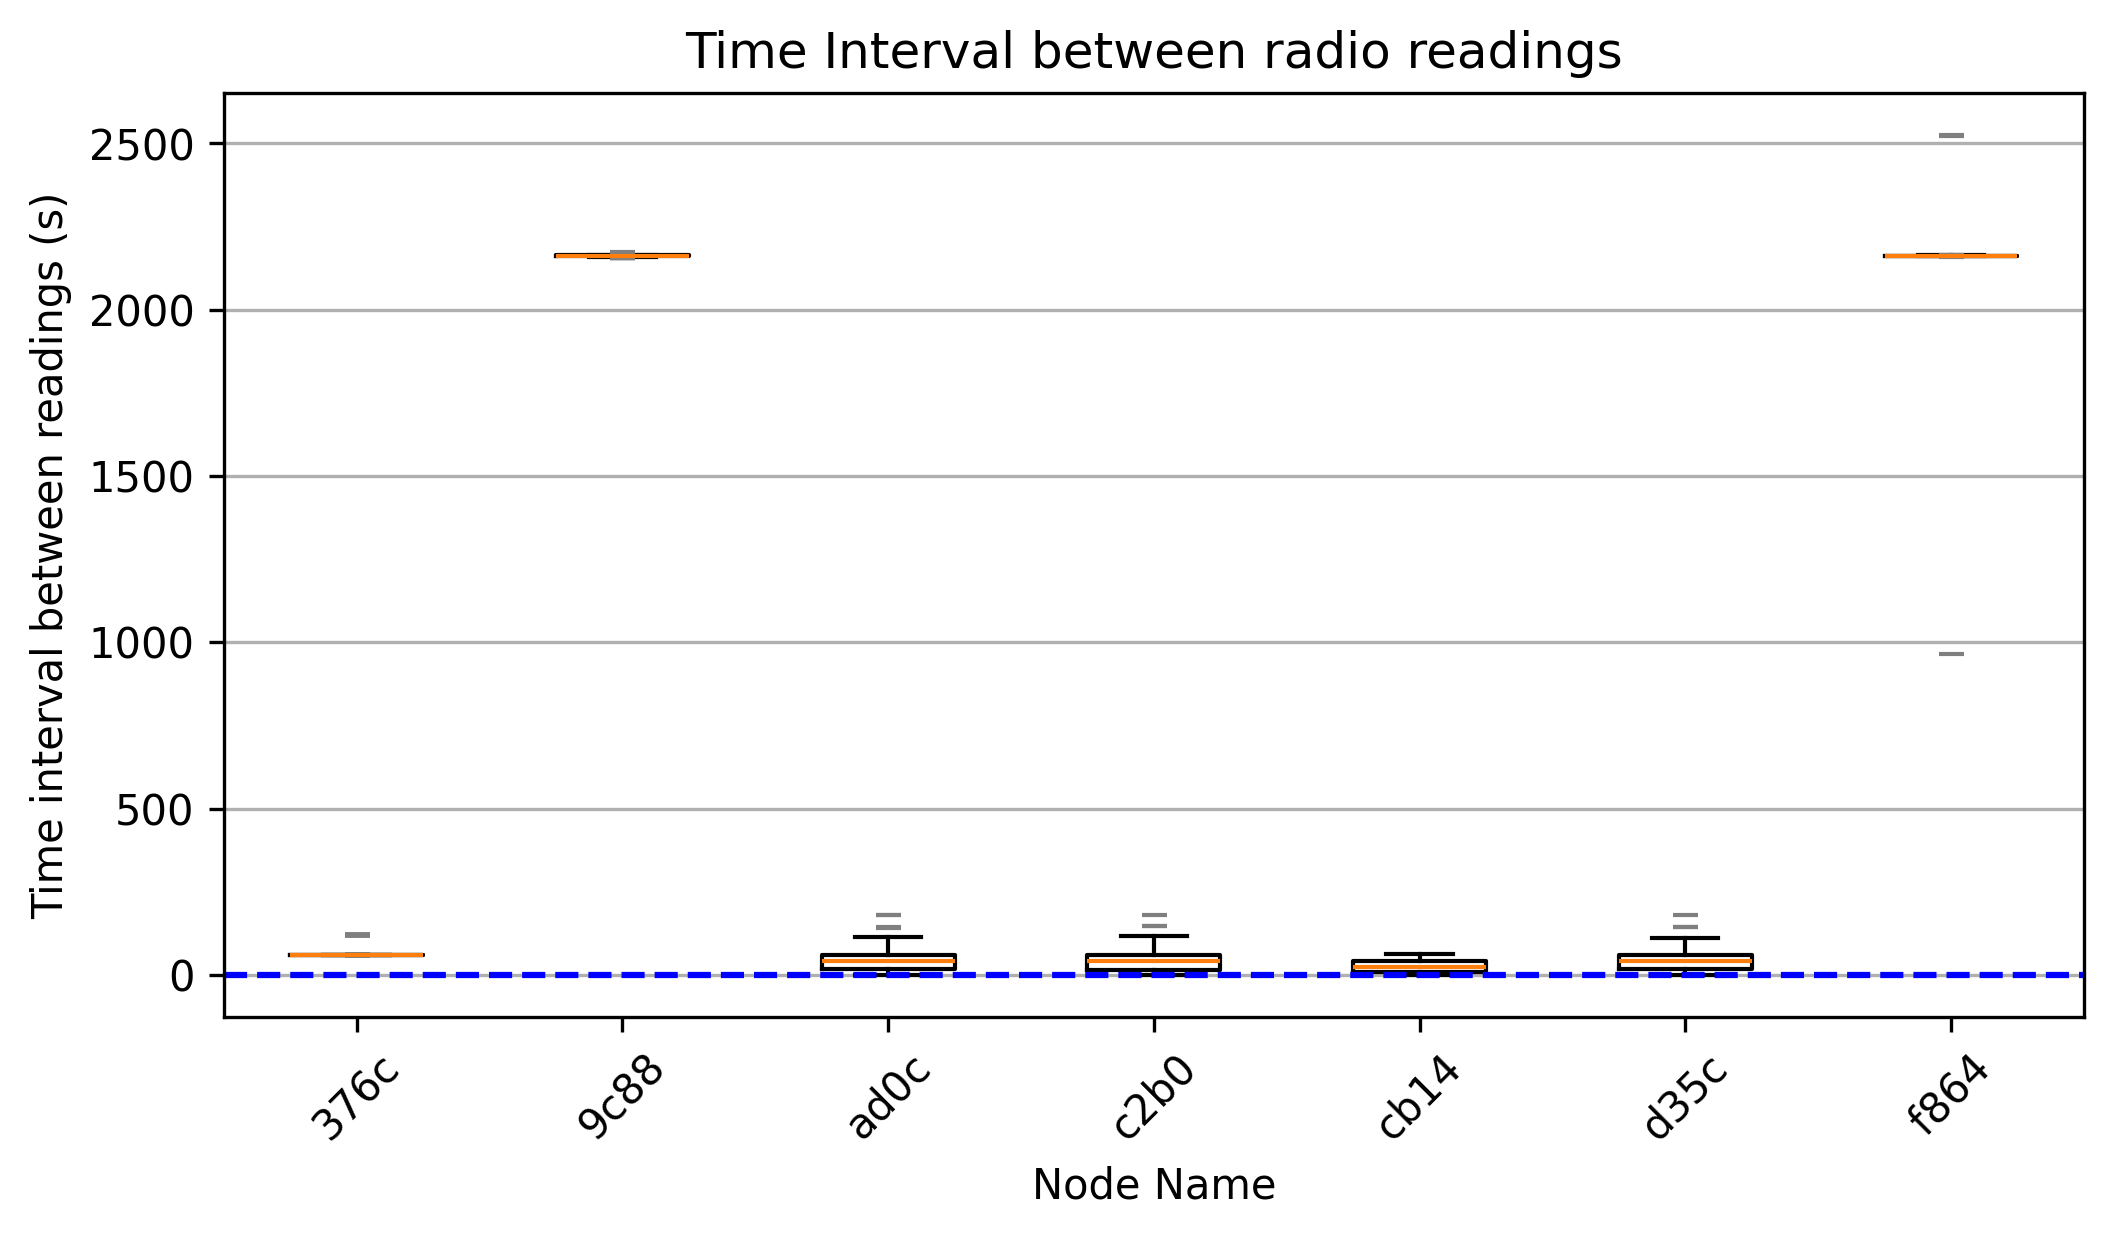 Time Interval between radio readings
Time interval between readings (s)
2500
2000
1500
1000
500
0
376c
9c88
ad0c
c2b0
cb14
d35c
f864
Node Name